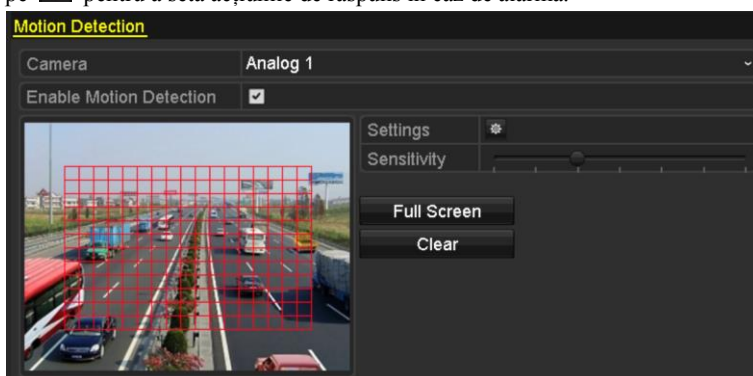 pentru a seta acțiunile de răspuns în caz de alarmă.
Motion Detection
Camera
Analog 1
Enable Motion Detection
Settings
Sensitivity
Full Screen
Clear